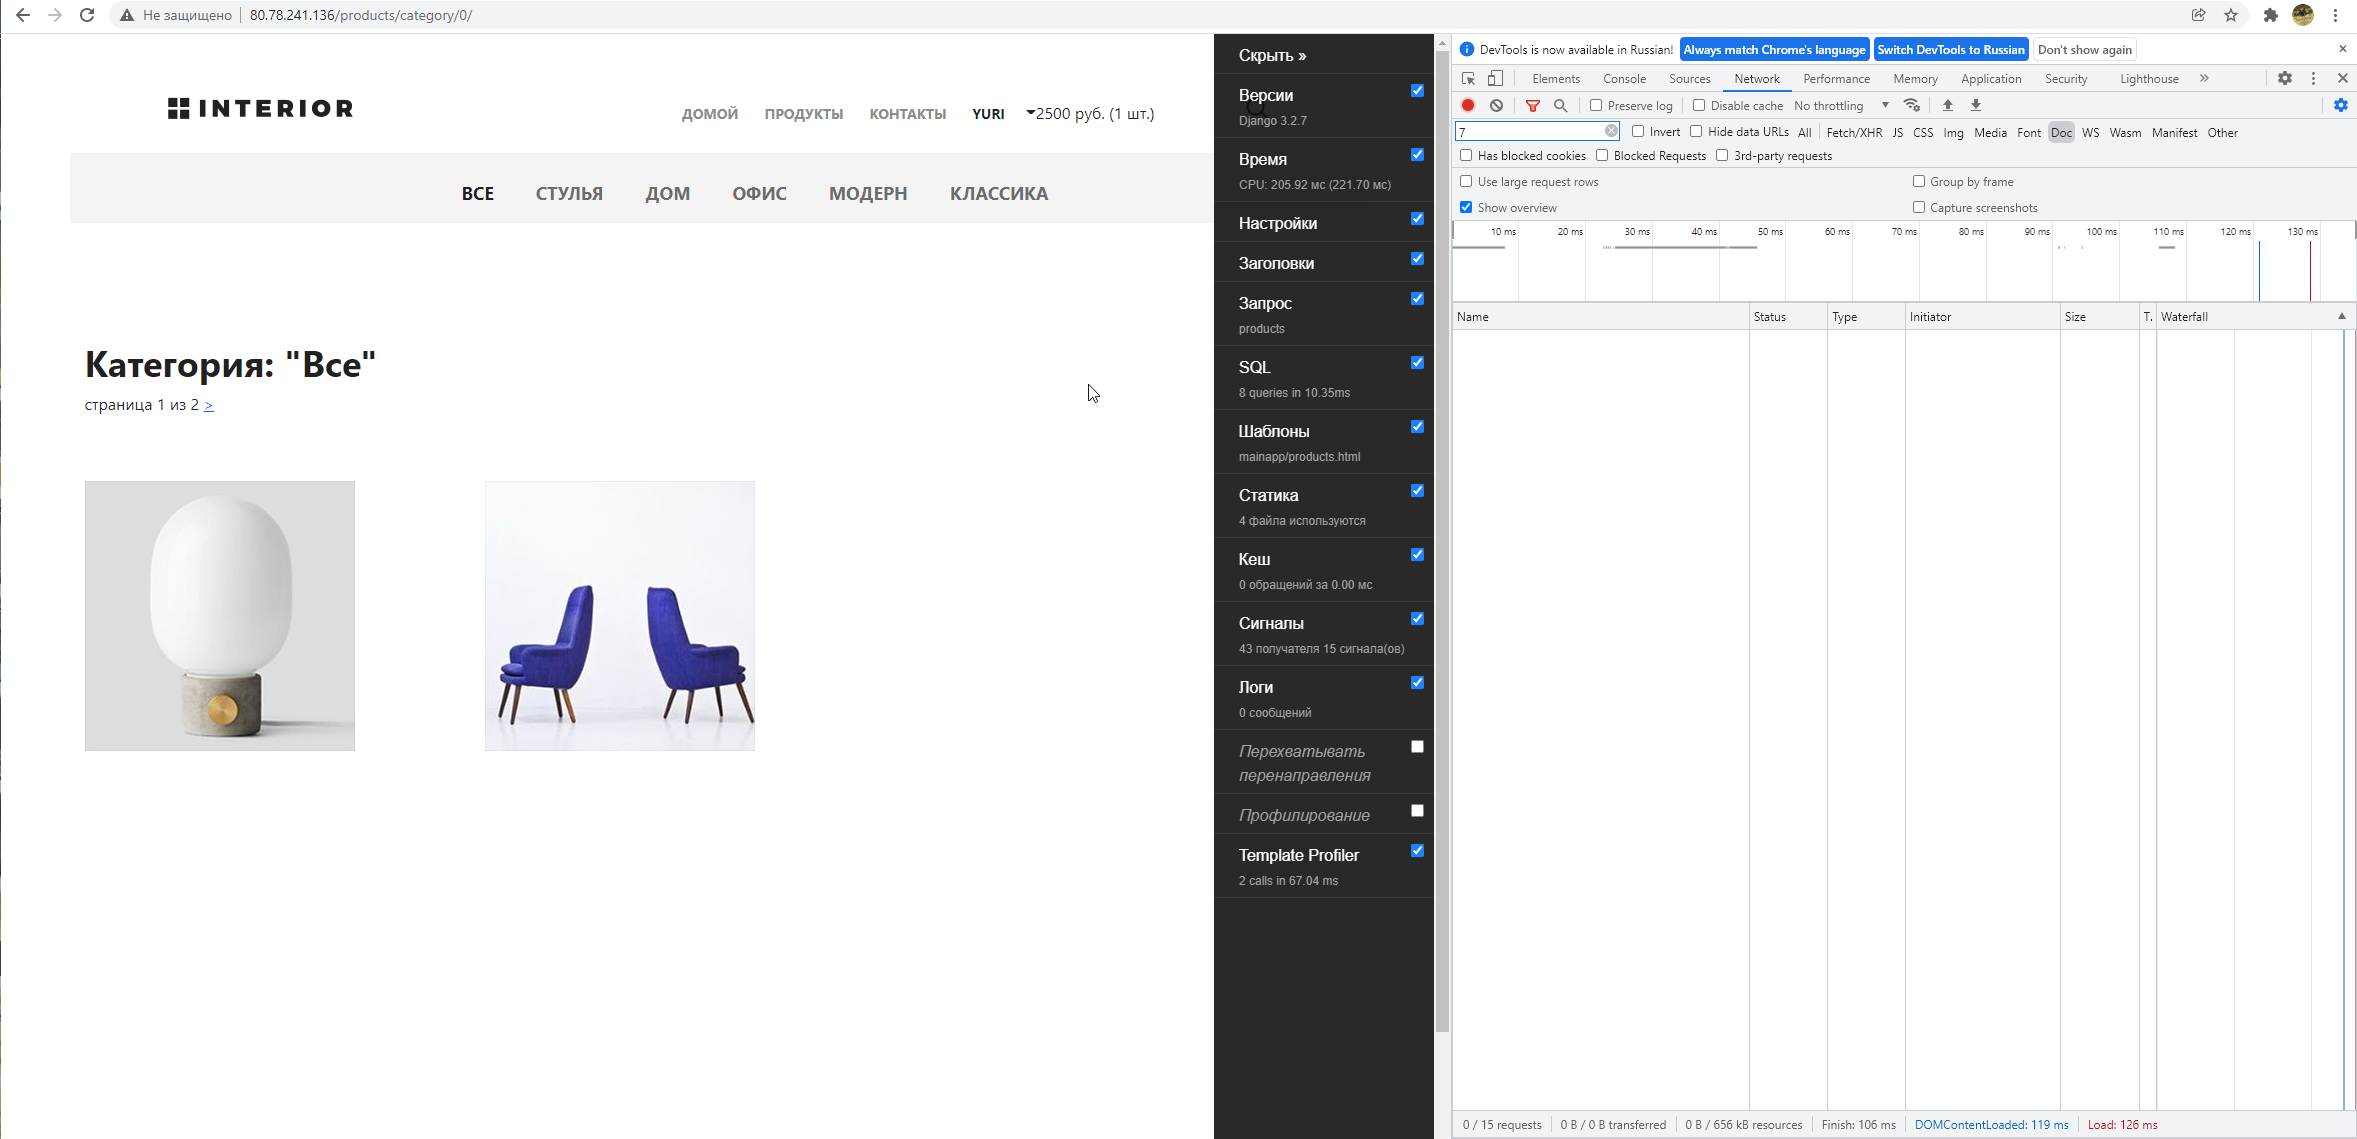 Не защищено | 80.78.241.136/products/category/0/
INTERIOR
ДОМОЙ ПРОДУКТЫ КОНТАКТЫ YURI 2500 руб. (1 шт.)
ВСЕ СТУЛЬЯ ДОМ ОФИС МОДЕРН КЛАССИКА
Категория: "Все"
страница 1 из 2 >
Скрыть »
Версии
Django 3.2.7
Время
CPU: 205.92 мс (221.70 мс)
Настройки
Заголовки
Запрос
products
SQL
8 queries in 10.35ms
Шаблоны
mainapp/products.html
Статика
4 файла используются
Кеш
0 обращений за 0.00 мс
Сигналы
43 получателя 15 сигнала(ов)
Логи
0 сообщений
Перехватывать
перенаправления
Профилирование
Template Profiler
2 calls in 67.04 ms
DevTools is now available in Russian! Always match Chrome's language Switch DevTools to Russian Don't show again
Elements Console Sources Network Performance Memory Application Security Lighthouse »
Preserve log Disable cache No throttling
7 Invert Hide data URLs All Fetch/XHR JS CSS Img Media Font Doc WS Wasm Manifest Other
Has blocked cookies Blocked Requests 3rd-party requests
Use large request rows Group by frame
Show overview Capture screenshots
10 ms 20 ms 30 ms 40 ms 50 ms 60 ms 70 ms 80 ms 90 ms 100 ms 110 ms 120 ms 130 ms
Name Status Type Initiator Size T. Waterfall
0 / 15 requests 0 B / 0 B transferred 0 B / 656 kB resources Finish: 106 ms DOMContentLoaded: 119 ms Load: 126 ms